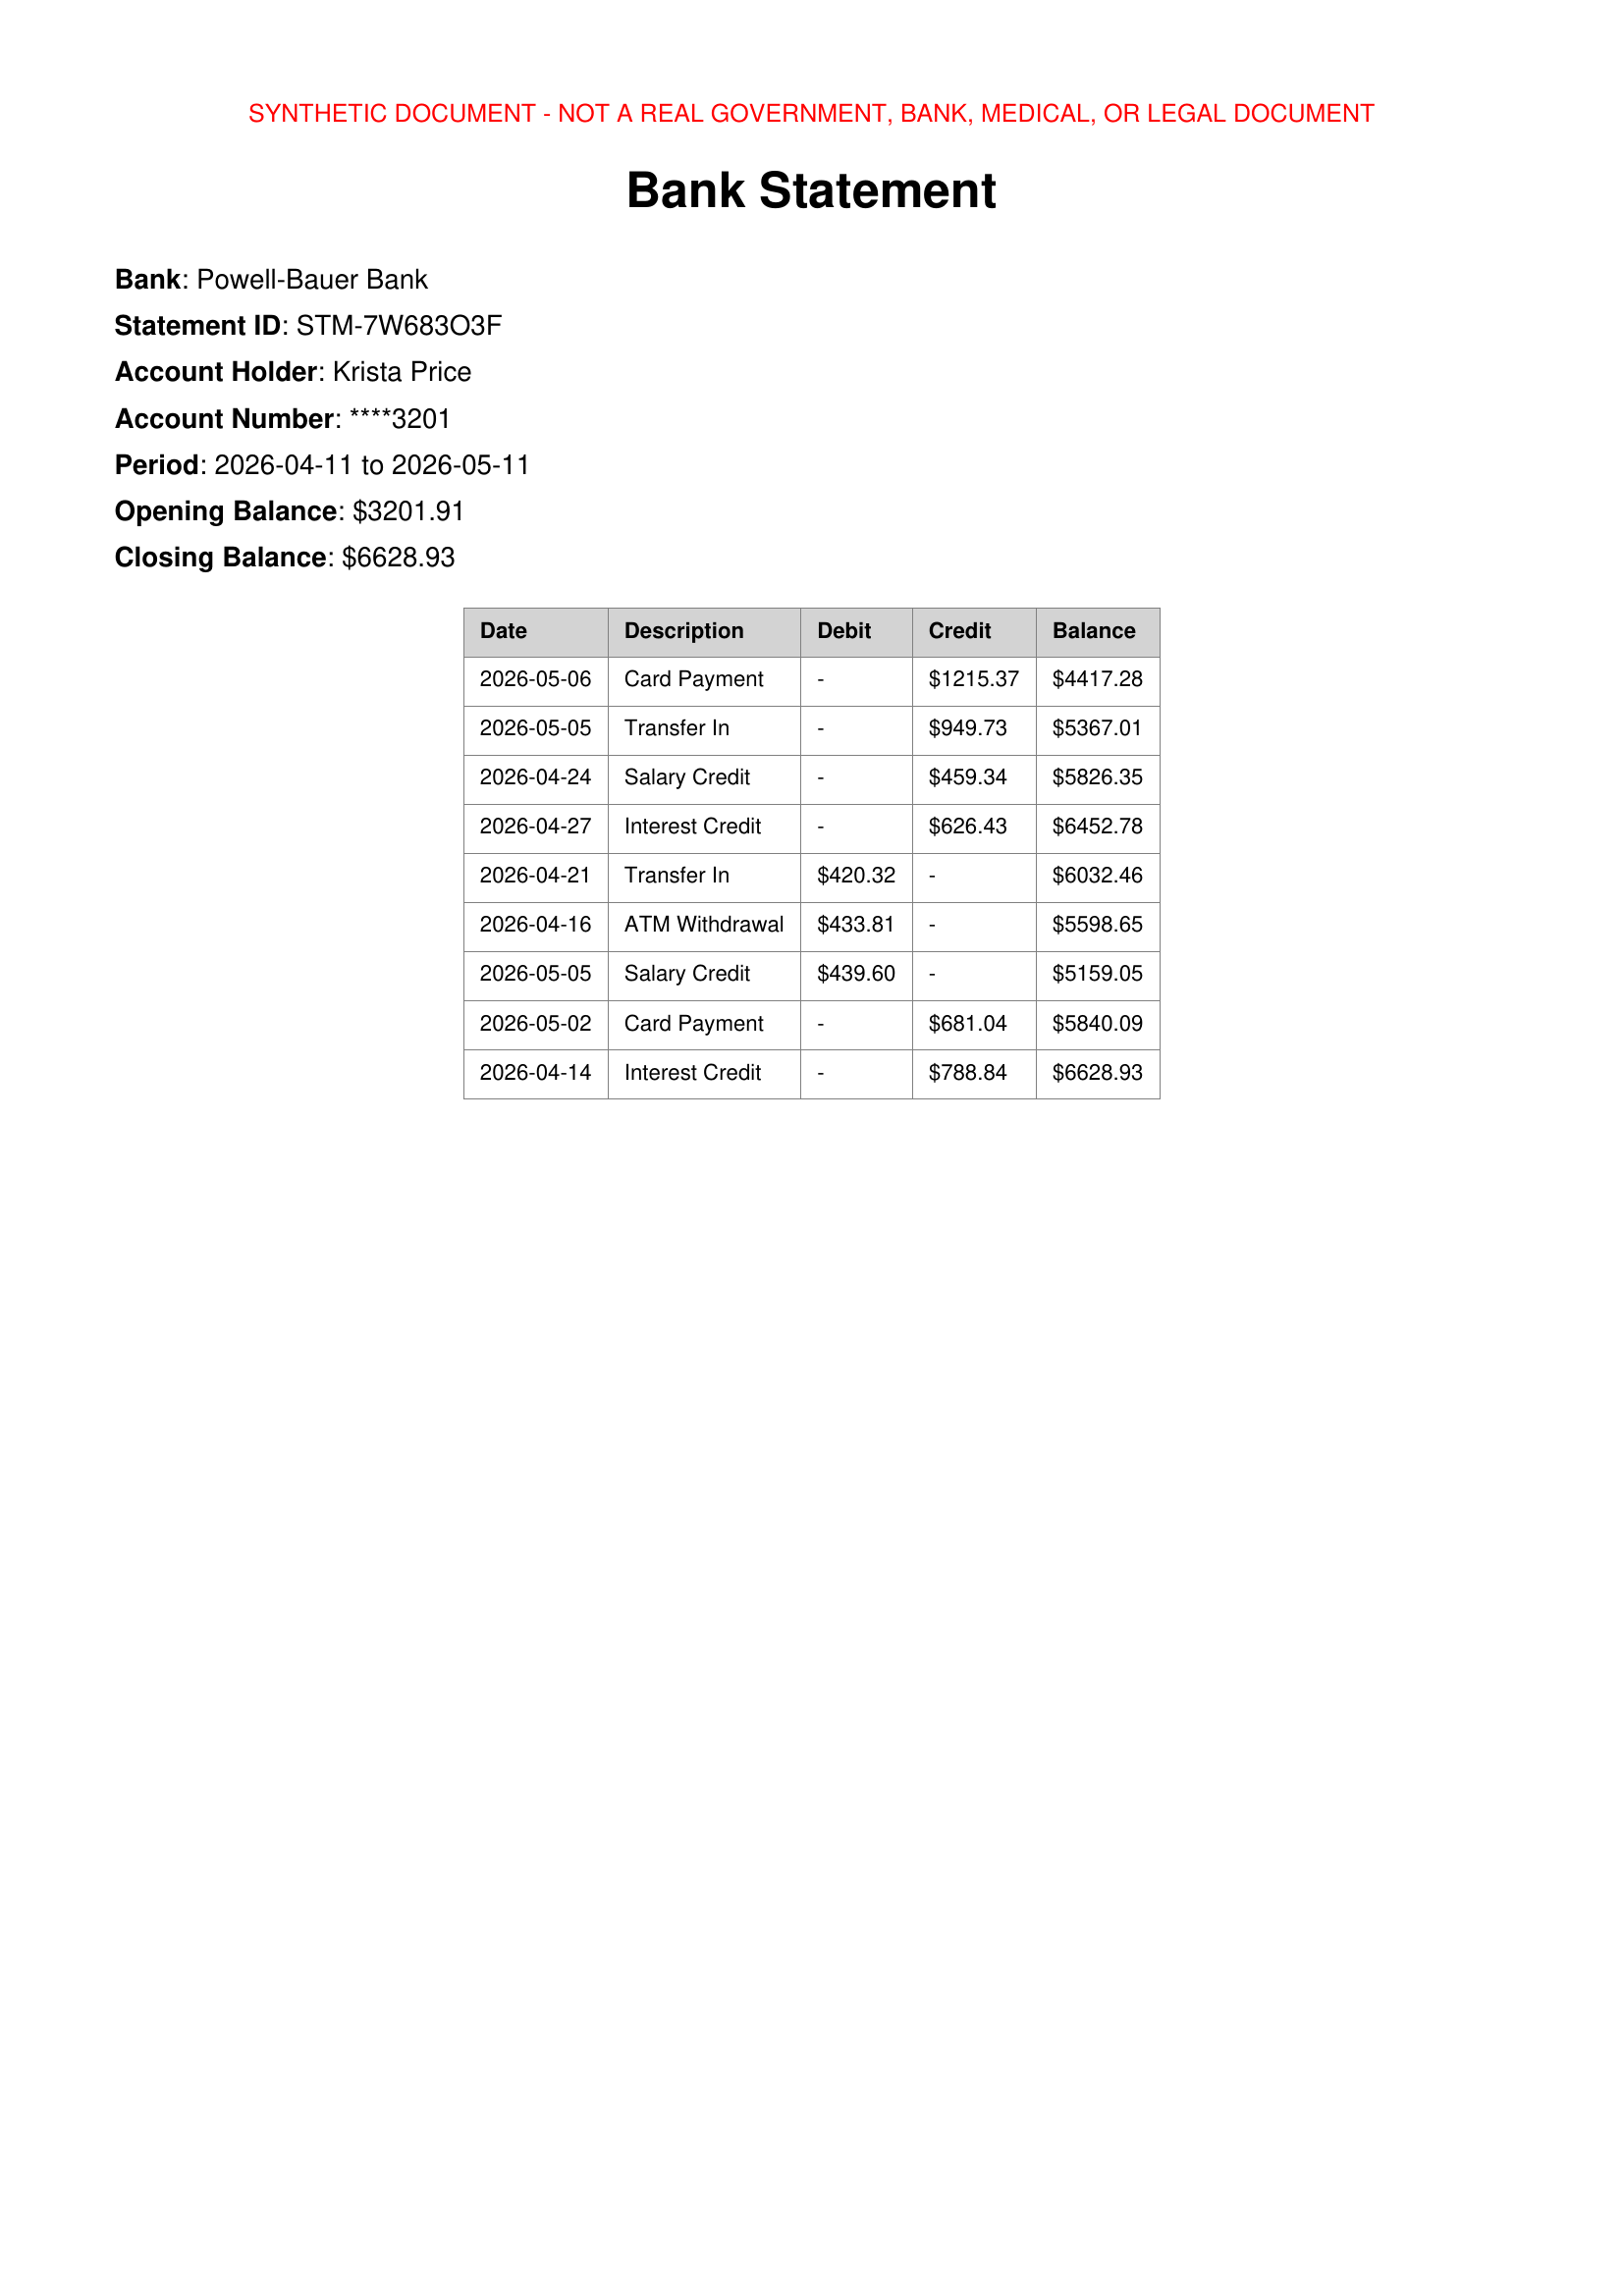 SYNTHETIC DOCUMENT - NOT A REAL GOVERNMENT, BANK, MEDICAL, OR LEGAL DOCUMENT
Bank Statement
Bank: Powell-Bauer Bank
Statement ID: STM-7W683O3F
Account Holder: Krista Price
Account Number: ****3201
Period: 2026-04-11 to 2026-05-11
Opening Balance: $3201.91
Closing Balance: $6628.93
Date Description Debit Credit Balance
2026-05-06 Card Payment - $1215.37 $4417.28
2026-05-05 Transfer In - $949.73 $5367.01
2026-04-24 Salary Credit - $459.34 $5826.35
2026-04-27 Interest Credit - $626.43 $6452.78
2026-04-21 Transfer In $420.32 - $6032.46
2026-04-16 ATM Withdrawal $433.81 - $5598.65
2026-05-05 Salary Credit $439.60 - $5159.05
2026-05-02 Card Payment - $681.04 $5840.09
2026-04-14 Interest Credit - $788.84 $6628.93